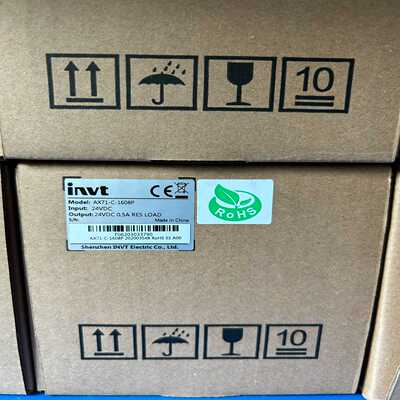 10
invt
Model: AX71-C-1608P
Input: 24VDC
Output:24VDC 0.5A RES LOAD
S/N: Made in China
Shenzhen INVT Electric Co., Ltd.
RoHS
10